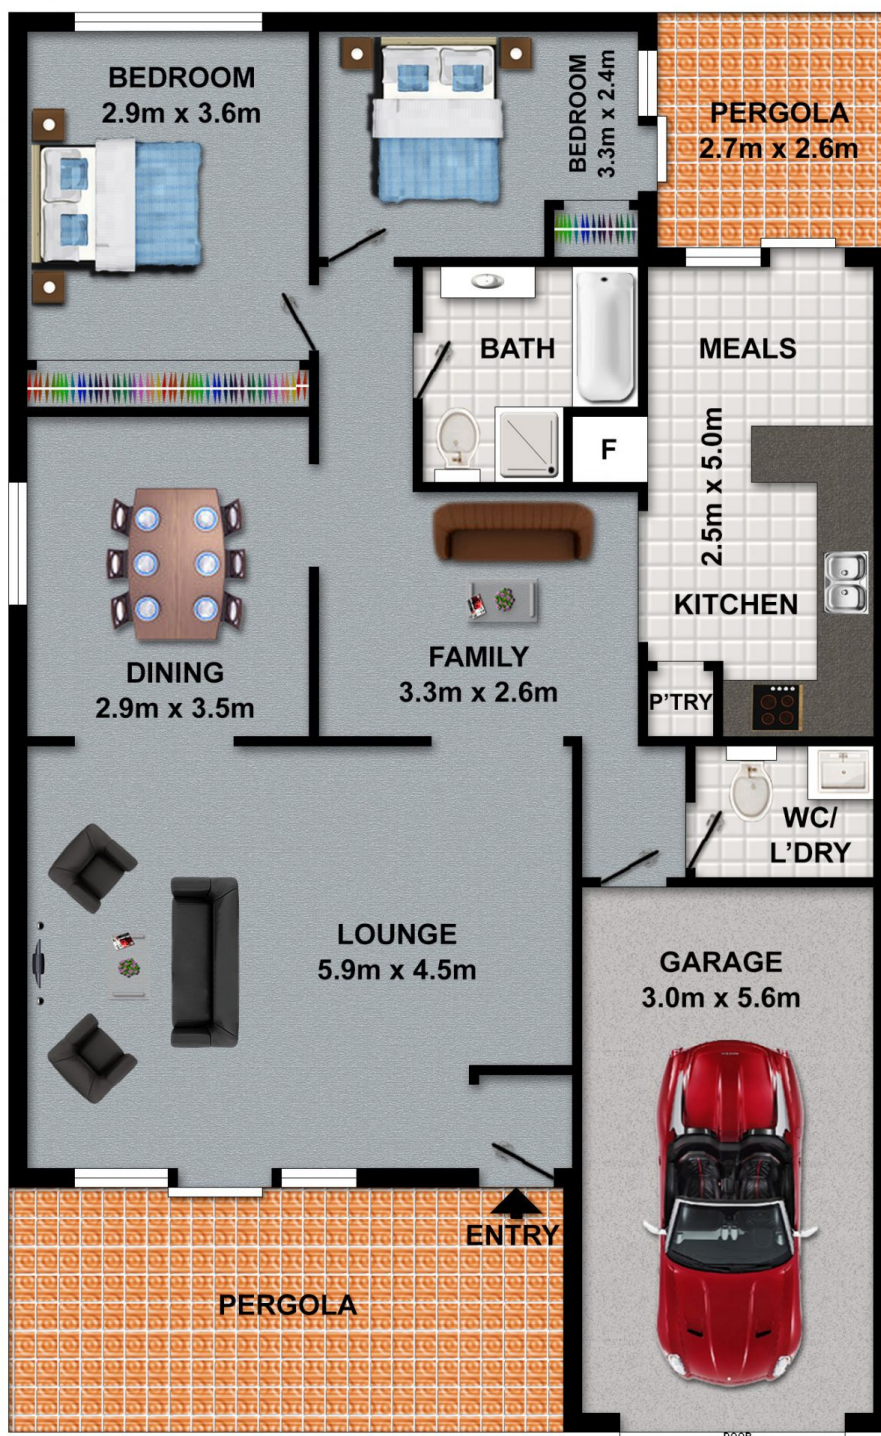 BEDROOM
2.9m x 3.6m
BEDROOM
3.3m x 2.4m
PERGOLA
2.7m x 2.6m
BATH
MEALS
F
2.5m x 5.0m
KITCHEN
DINING
2.9m x 3.5m
FAMILY
3.3m x 2.6m
P'TRY
WC/
L'DRY
LOUNGE
5.9m x 4.5m
GARAGE
3.0m x 5.6m
ENTRY
PERGOLA
DOOR